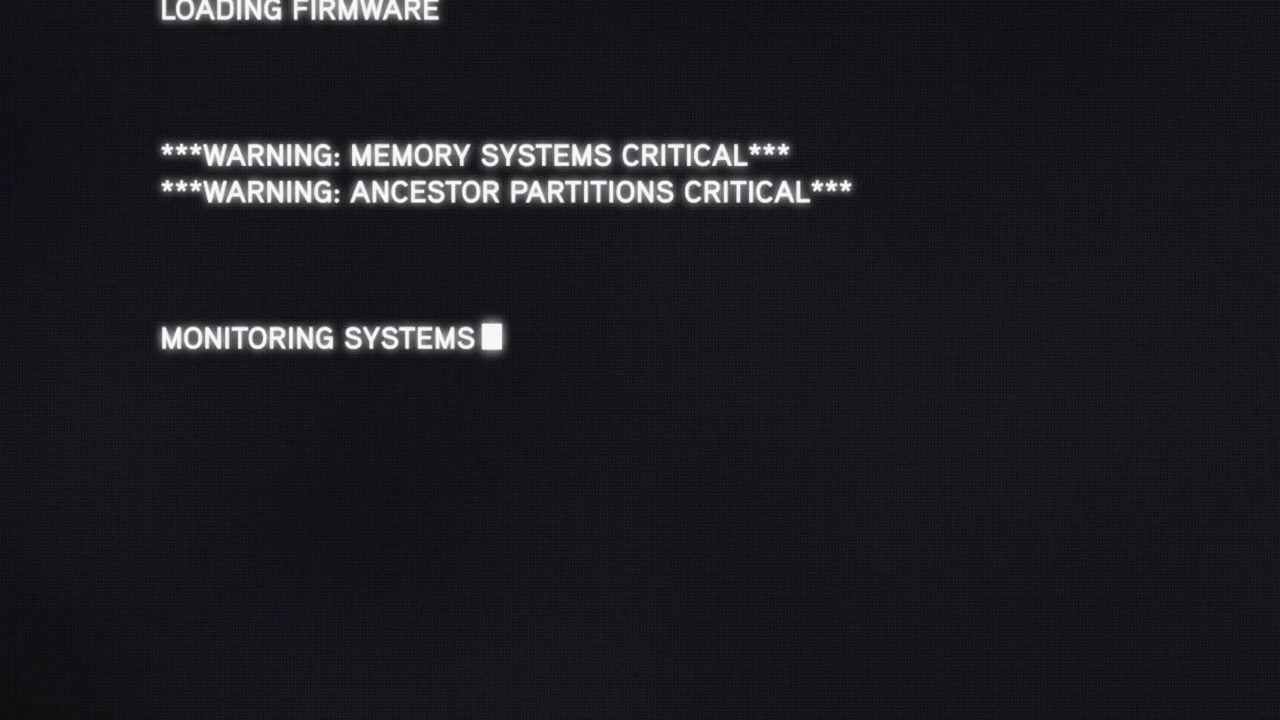 LOADING FIRMWARE
***WARNING: MEMORY SYSTEMS CRITICAL***
***WARNING: ANCESTOR PARTITIONS CRITICAL***
MONITORING SYSTEMS